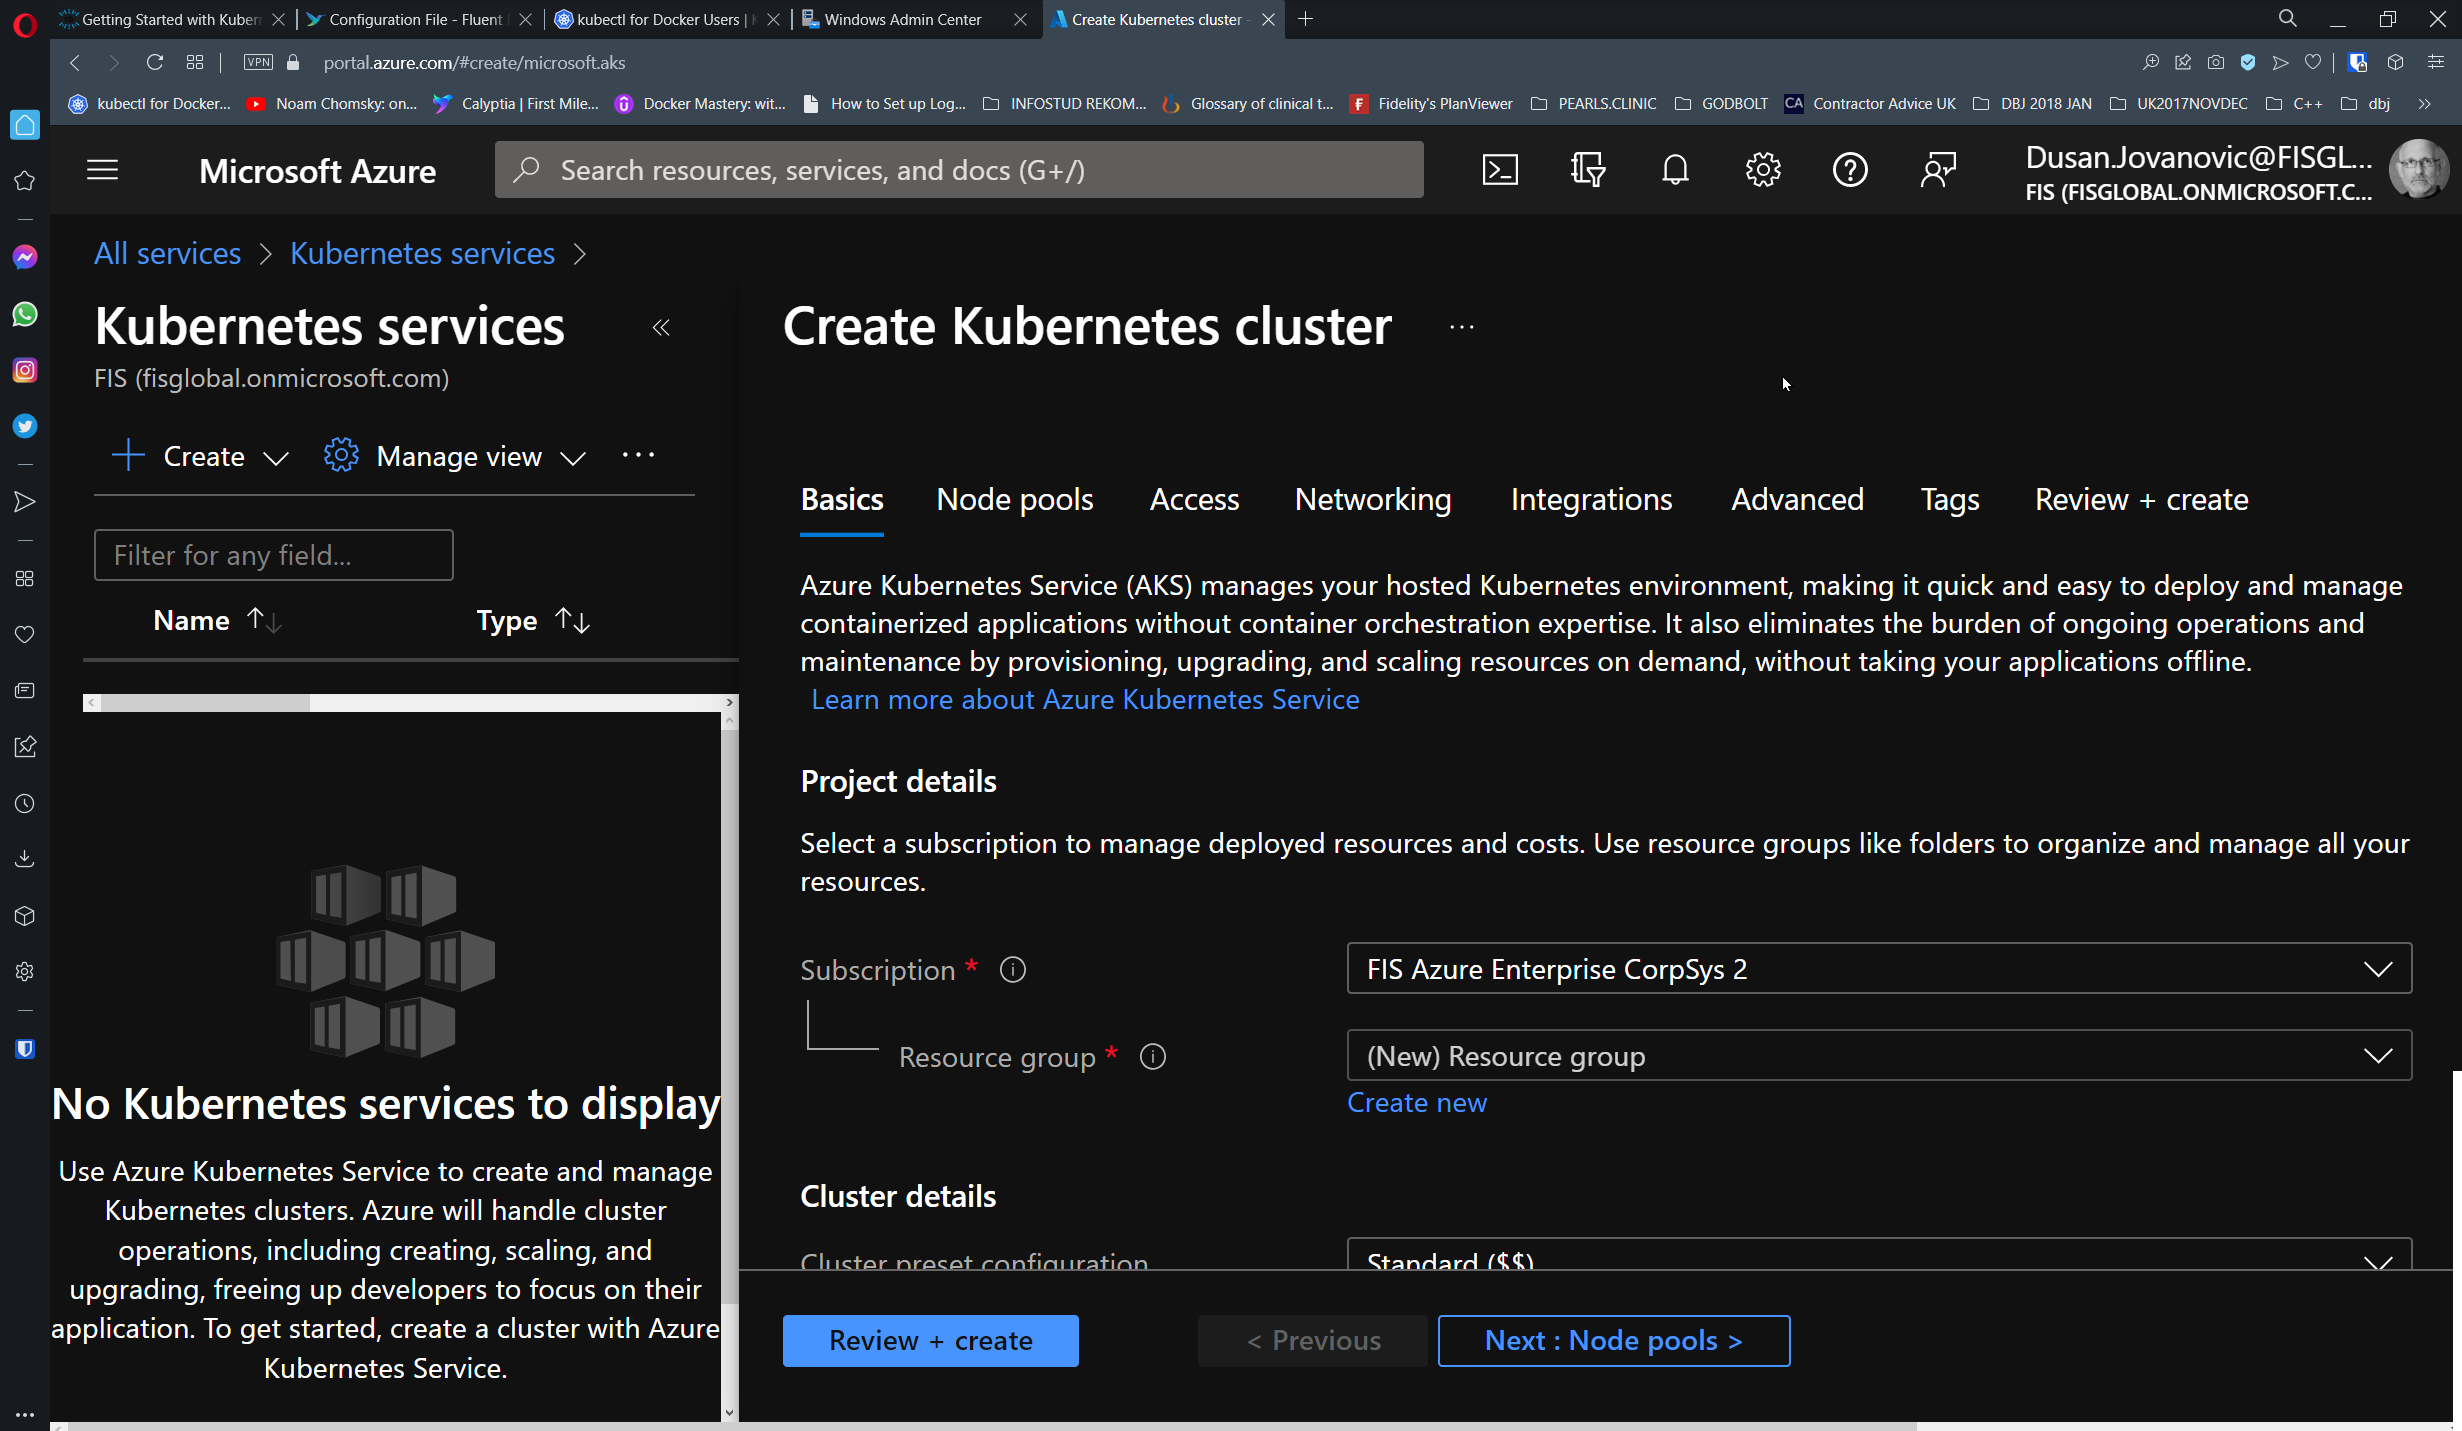 Getting Started with Kuber
Configuration File - Fluent
kubectl for Docker Users |
Windows Admin Center
Create Kubernetes cluster -
VPN
portal.azure.com/#create/microsoft.aks
kubectl for Docker...
Noam Chomsky: on...
Calyptia | First Mile...
Docker Mastery: wit...
How to Set up Log...
INFOSTUD REKOM...
Glossary of clinical t...
Fidelity's PlanViewer
PEARLS.CLINIC
GODBOLT
CA Contractor Advice UK
DBJ 2018 JAN
UK2017NOVDEC
C++
dbj
Microsoft Azure
Search resources, services, and docs (G+/)
Dusan.Jovanovic@FISGL...
FIS (FISGLOBAL.ONMICROSOFT.C...
All services > Kubernetes services >
Kubernetes services
FIS (fisglobal.onmicrosoft.com)
Create
Manage view
Filter for any field...
Name
Type
No Kubernetes services to display
Use Azure Kubernetes Service to create and manage
Kubernetes clusters. Azure will handle cluster
operations, including creating, scaling, and
upgrading, freeing up developers to focus on their
application. To get started, create a cluster with Azure
Kubernetes Service.
Create Kubernetes cluster ...
Basics
Node pools
Access
Networking
Integrations
Advanced
Tags
Review + create
Azure Kubernetes Service (AKS) manages your hosted Kubernetes environment, making it quick and easy to deploy and manage
containerized applications without container orchestration expertise. It also eliminates the burden of ongoing operations and
maintenance by provisioning, upgrading, and scaling resources on demand, without taking your applications offline.
Learn more about Azure Kubernetes Service
Project details
Select a subscription to manage deployed resources and costs. Use resource groups like folders to organize and manage all your
resources.
Subscription *
FIS Azure Enterprise CorpSys 2
Resource group *
(New) Resource group
Create new
Cluster details
Cluster preset configuration
Standard ($$)
Review + create
< Previous
Next : Node pools >